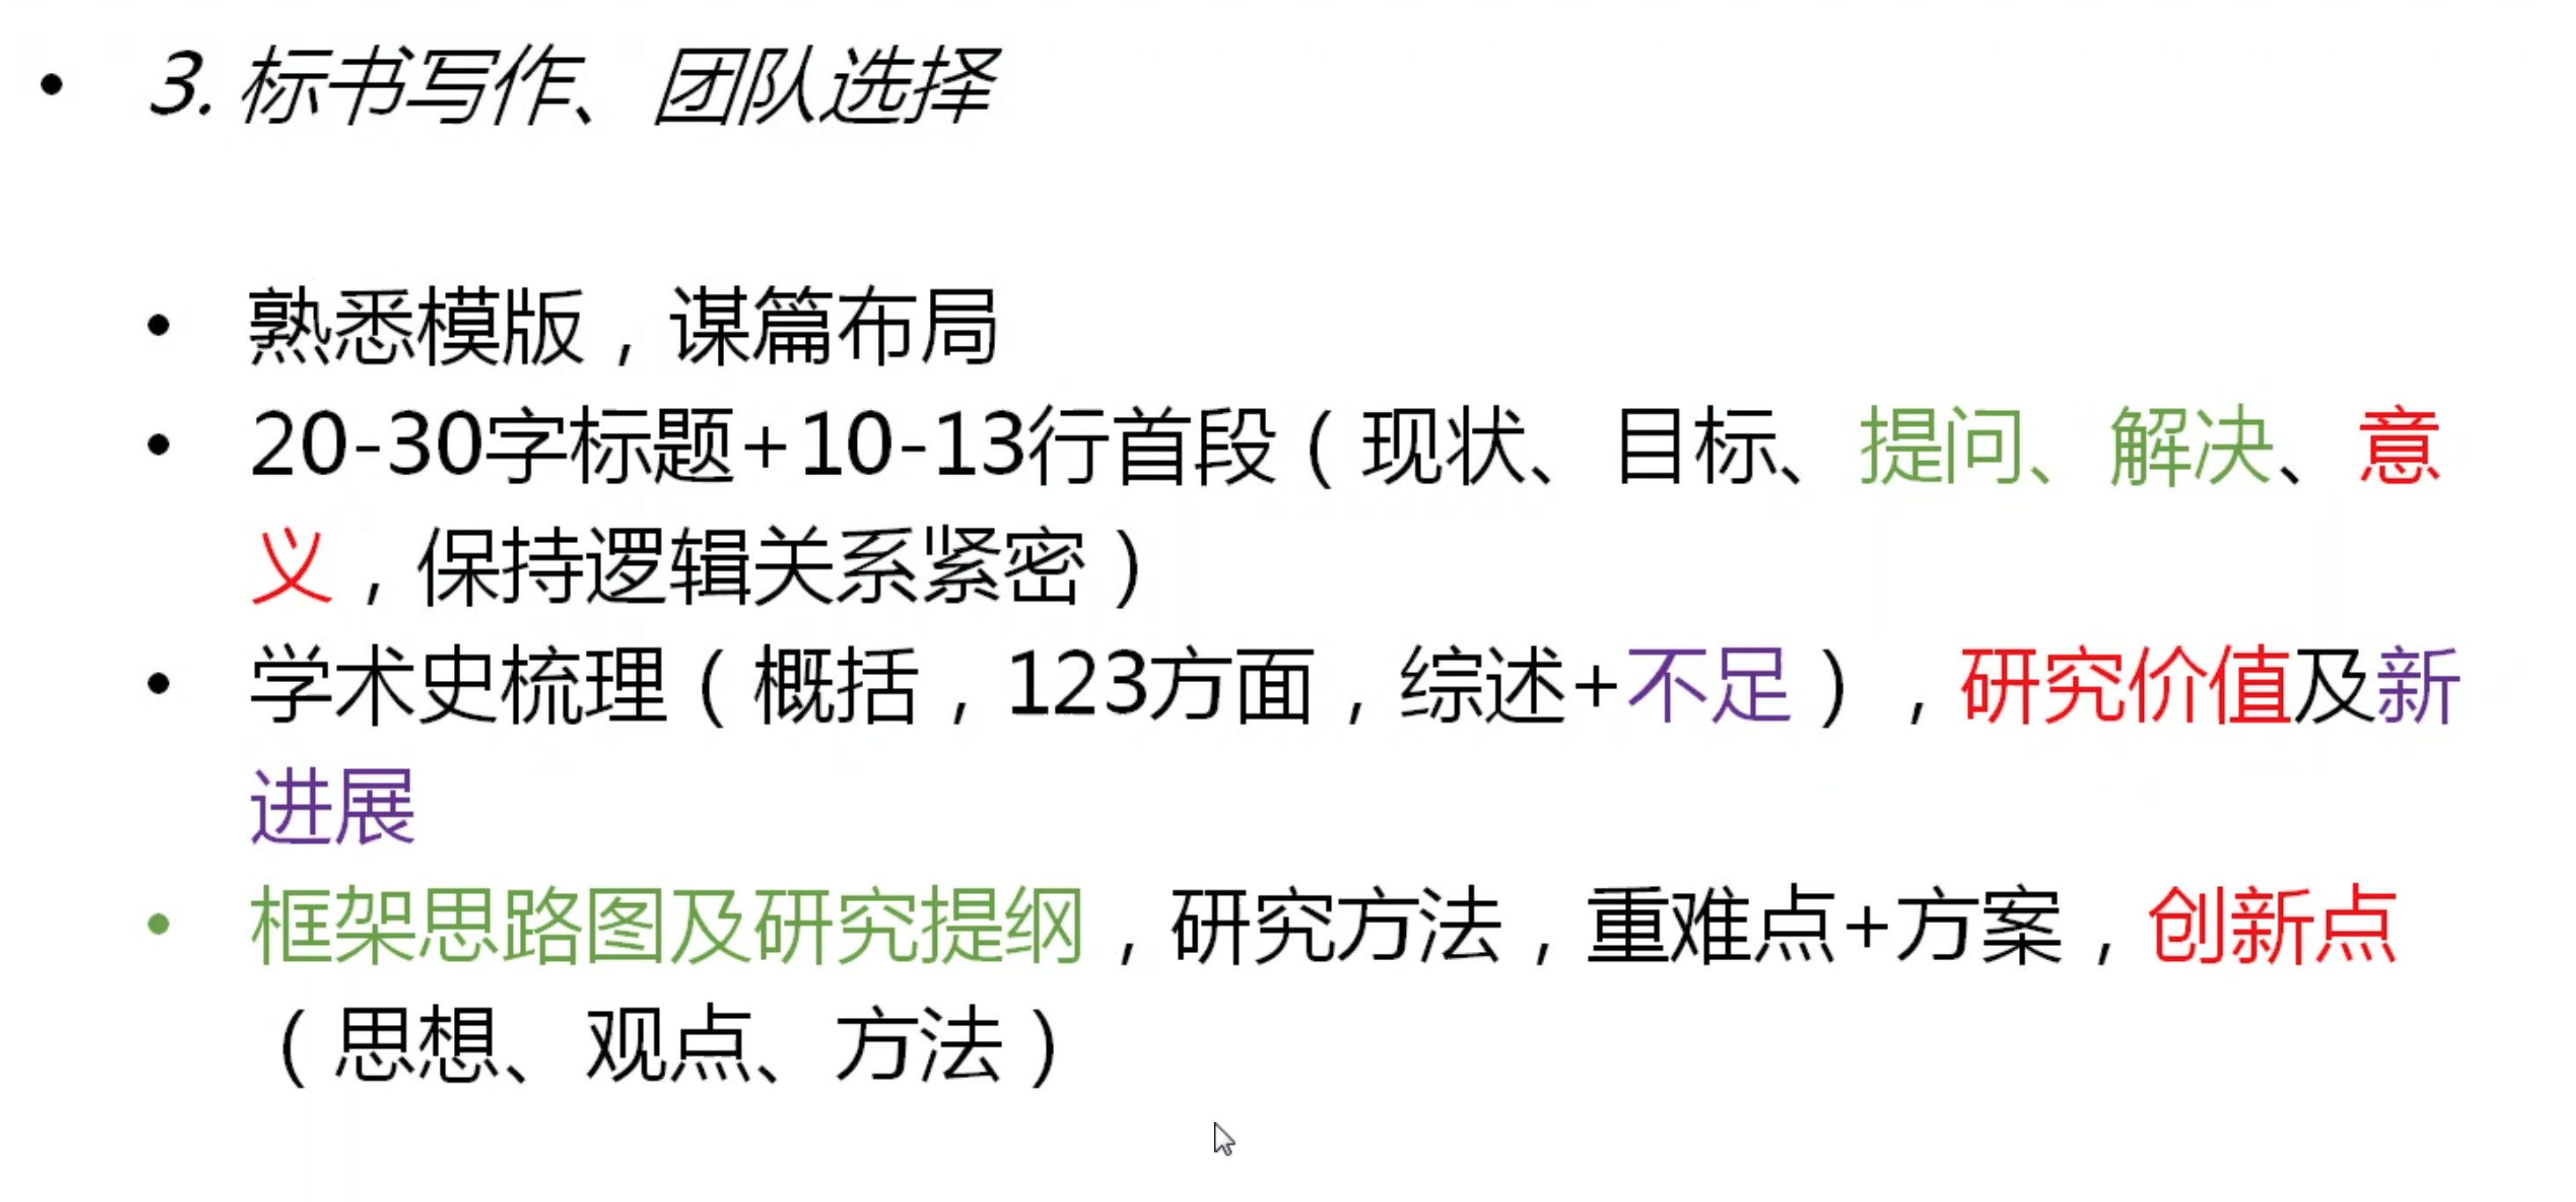 • 3. 标书写作、团队选择
• 熟悉模版，谋篇布局
• 20-30字标题+10-13行首段（现状、目标、提问、解决、意
义，保持逻辑关系紧密）
• 学术史梳理（概括，123方面，综述+不足），研究价值及新
进展
• 框架思路图及研究提纲，研究方法，重难点+方案，创新点
（思想、观点、方法）